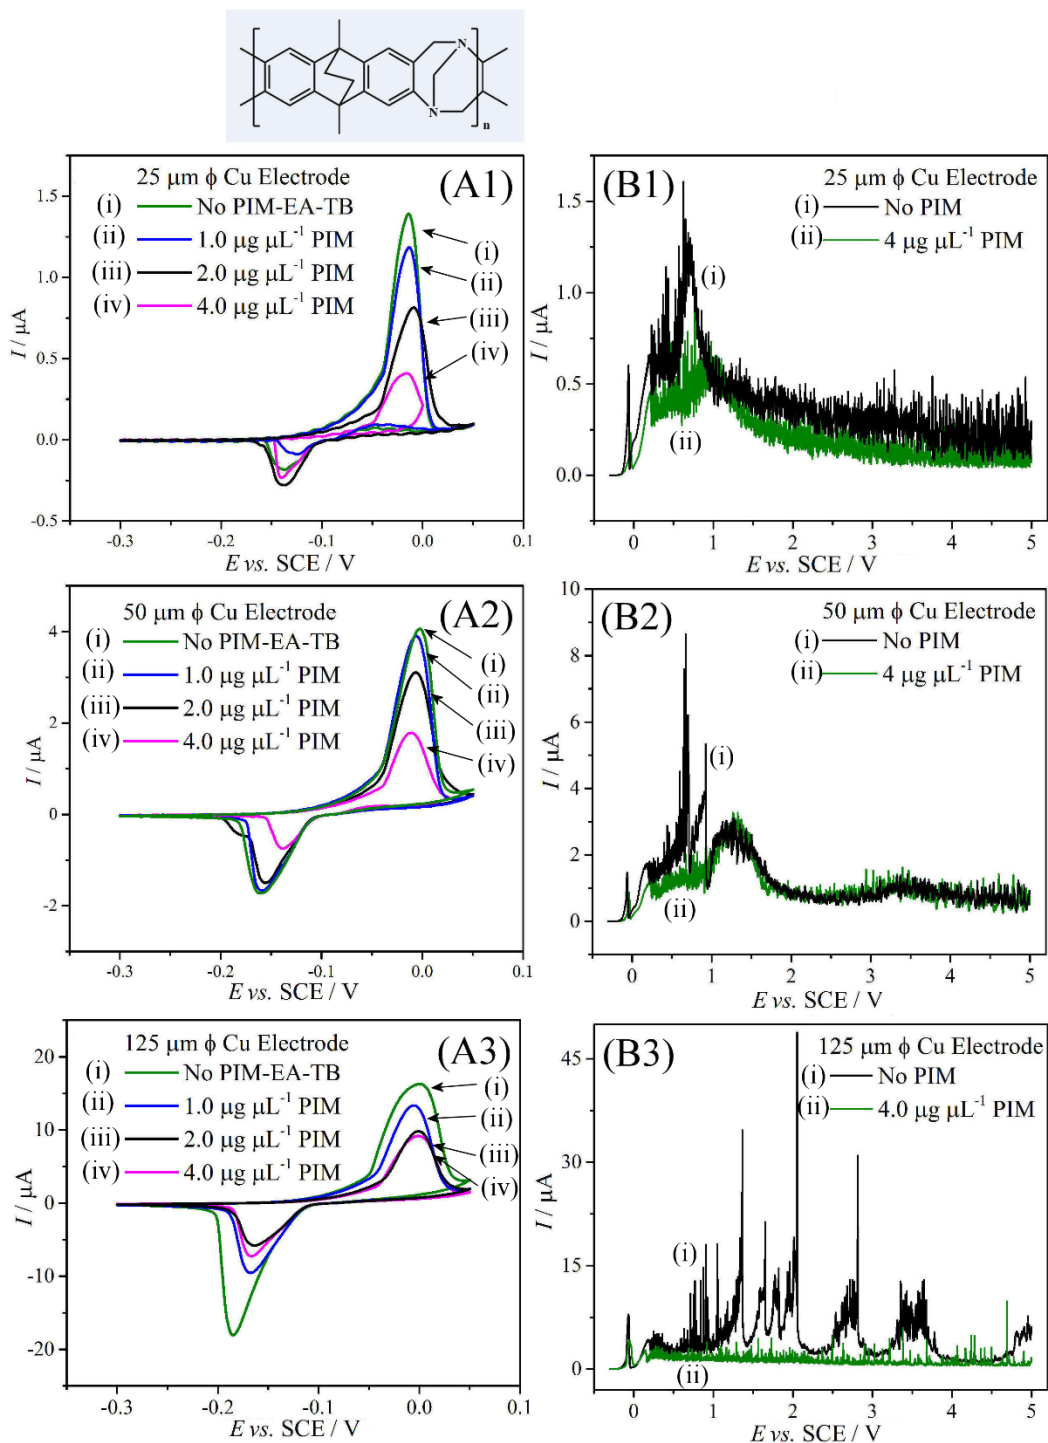 N
N
n
25 μm ϕ Cu Electrode
(A1)
(i) No PIM-EA-TB
(ii) 1.0 μg μL⁻¹ PIM
(iii) 2.0 μg μL⁻¹ PIM
(iv) 4.0 μg μL⁻¹ PIM
(i)
(ii)
(iii)
(iv)
1.5
1.0
0.5
0.0
-0.5
I / μA
-0.3 -0.2 -0.1 0.0 0.1
E vs. SCE / V
(B1)
25 μm ϕ Cu Electrode
(i) No PIM
(ii) 4 μg μL⁻¹ PIM
(i)
(ii)
1.5
1.0
0.5
0.0
I / μA
0 1 2 3 4 5
E vs. SCE / V
50 μm ϕ Cu Electrode
(A2)
(i) No PIM-EA-TB
(ii) 1.0 μg μL⁻¹ PIM
(iii) 2.0 μg μL⁻¹ PIM
(iv) 4.0 μg μL⁻¹ PIM
(i)
(ii)
(iii)
(iv)
4
2
0
-2
I / μA
-0.3 -0.2 -0.1 0.0 0.1
E vs. SCE / V
(B2)
50 μm ϕ Cu Electrode
(i) No PIM
(ii) 4 μg μL⁻¹ PIM
(i)
(ii)
10
8
6
4
2
0
I / μA
0 1 2 3 4 5
E vs. SCE / V
125 μm ϕ Cu Electrode
(A3)
(i) No PIM-EA-TB
(ii) 1.0 μg μL⁻¹ PIM
(iii) 2.0 μg μL⁻¹ PIM
(iv) 4.0 μg μL⁻¹ PIM
(i)
(ii)
(iii)
(iv)
20
10
0
-10
-20
I / μA
-0.3 -0.2 -0.1 0.0 0.1
E vs. SCE / V
(B3)
125 μm ϕ Cu Electrode
(i) No PIM
(ii) 4.0 μg μL⁻¹ PIM
(i)
(ii)
45
30
15
0
I / μA
0 1 2 3 4 5
E vs. SCE / V